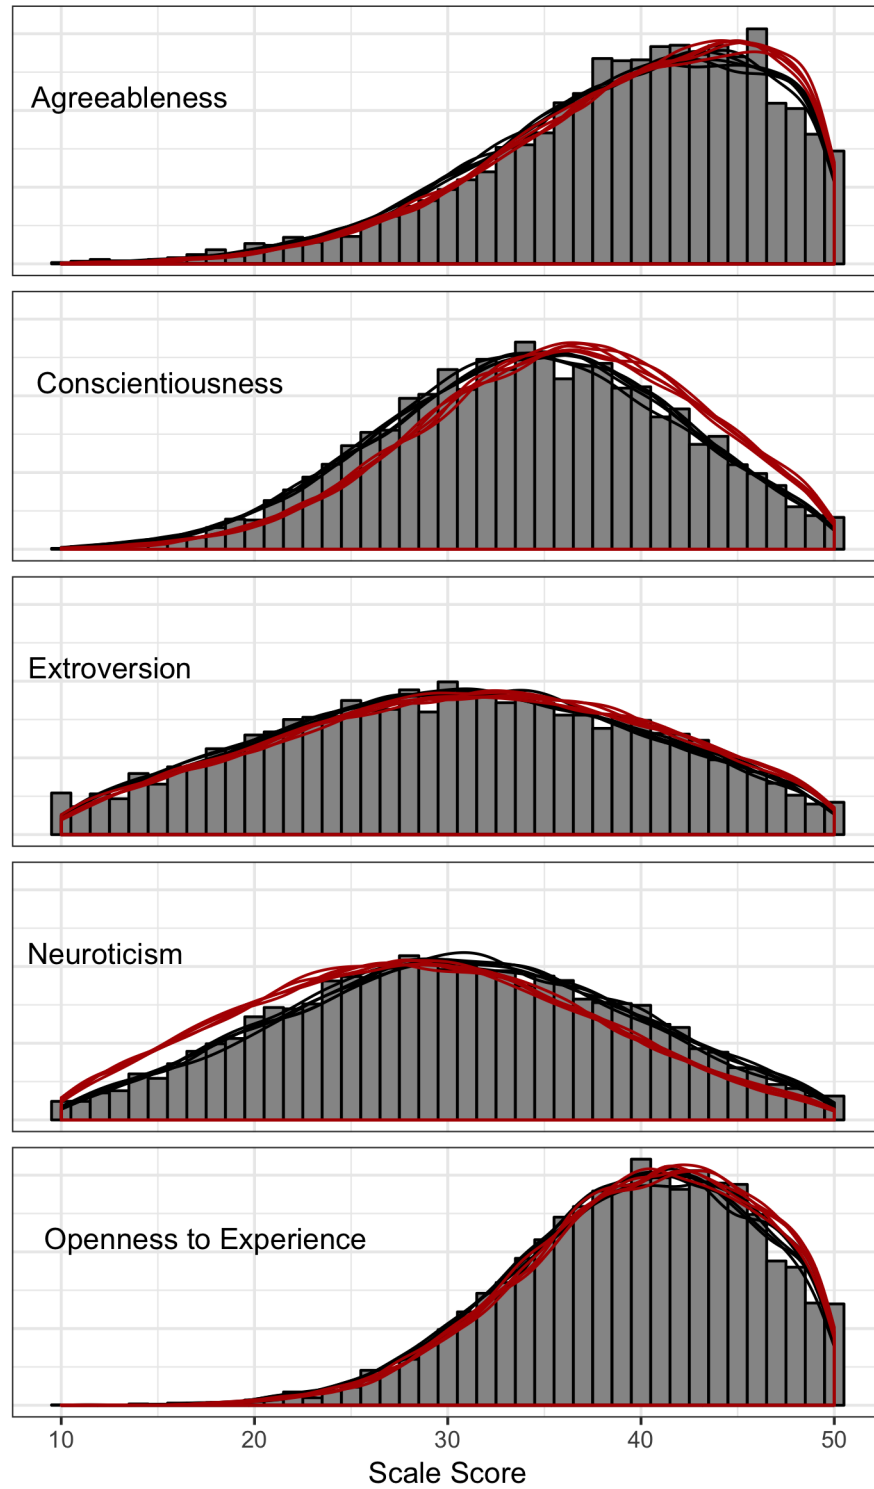 Agreeableness
Conscientiousness
Extroversion
Neuroticism
Openness to Experience
10 20 30 40 50
Scale Score